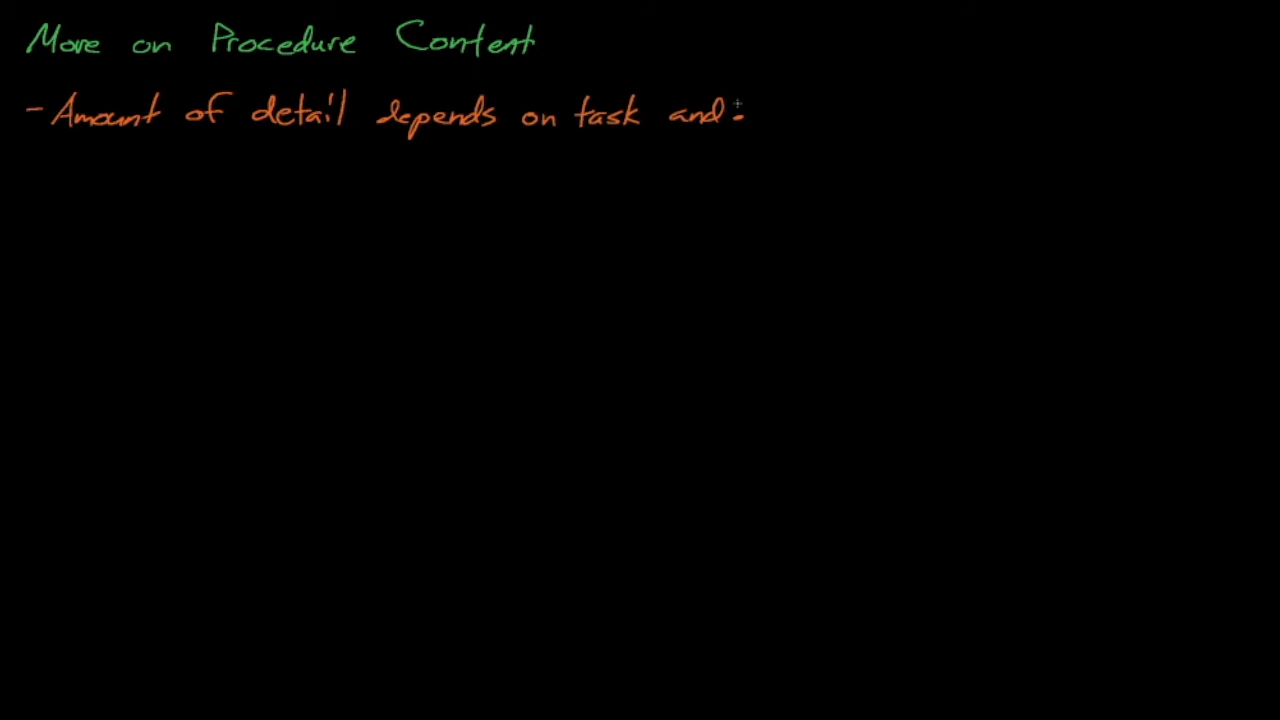 More on Procedure Content
- Amount of detail depends on task and: